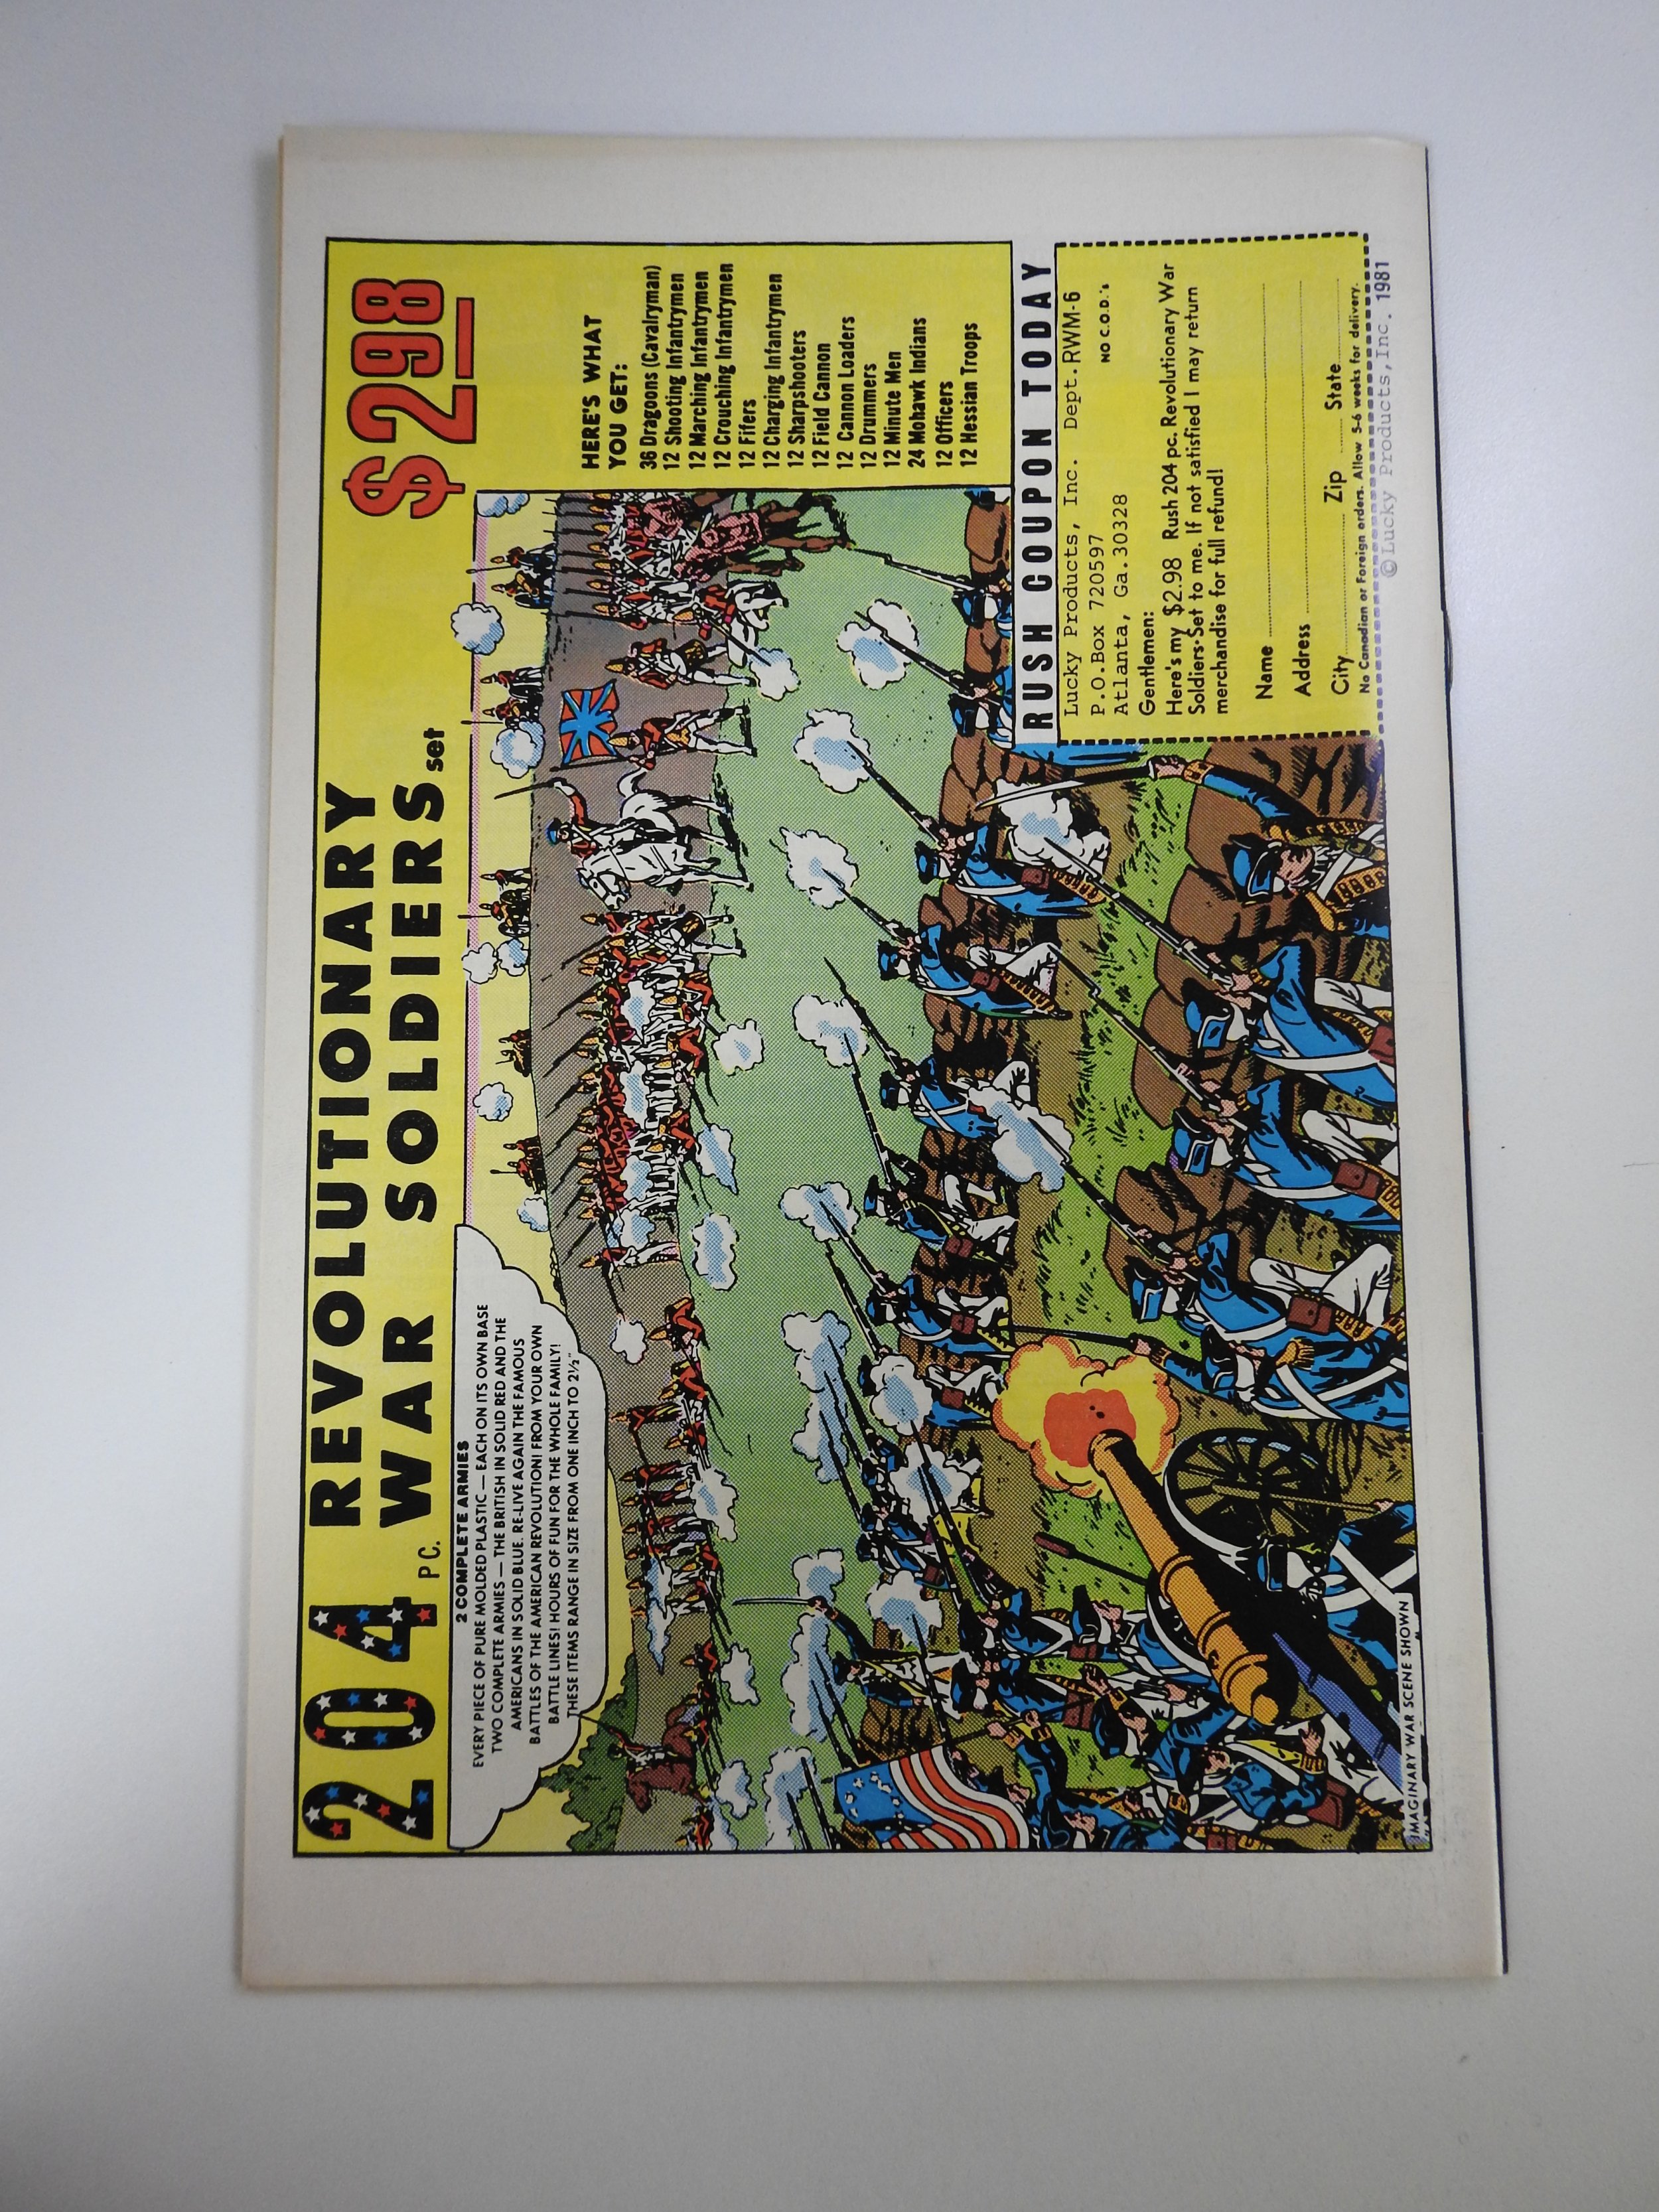 204 PC. REVOLUTIONARY
WAR SOLDIERS set
$2.98
2 COMPLETE ARMIES
EVERY PIECE OF PURE MOLDED PLASTIC — EACH ON ITS OWN BASE
TWO COMPLETE ARMIES — THE BRITISH IN SOLID RED AND THE
AMERICANS IN SOLID BLUE. RE-LIVE AGAIN THE FAMOUS
BATTLES OF THE AMERICAN REVOLUTION! FROM YOUR OWN
BATTLE LINES! HOURS OF FUN FOR THE WHOLE FAMILY!
THESE ITEMS RANGE IN SIZE FROM ONE INCH TO 2½"
HERE'S WHAT
YOU GET:
36 Dragoons (Cavalryman)
12 Shooting Infantrymen
12 Marching Infantrymen
12 Crouching Infantrymen
12 Fifers
12 Charging Infantrymen
12 Sharpshooters
12 Field Cannon
12 Cannon Loaders
12 Drummers
12 Minute Men
24 Mohawk Indians
12 Officers
12 Hessian Troops
RUSH COUPON TODAY
Lucky Products, Inc. Dept. RWM-6
P.O. Box 720597
Atlanta, Ga. 30328
NO C.O.D.'s
Gentlemen:
Here's my $2.98 Rush 204 pc. Revolutionary War
Soldiers Set to me. If not satisfied I may return
merchandise for full refund!
Name
Address
City Zip State
No Canadian or Foreign orders. Allow 5-6 weeks for delivery.
© Lucky Products, Inc. 1981
IMAGINARY WAR SCENE SHOWN